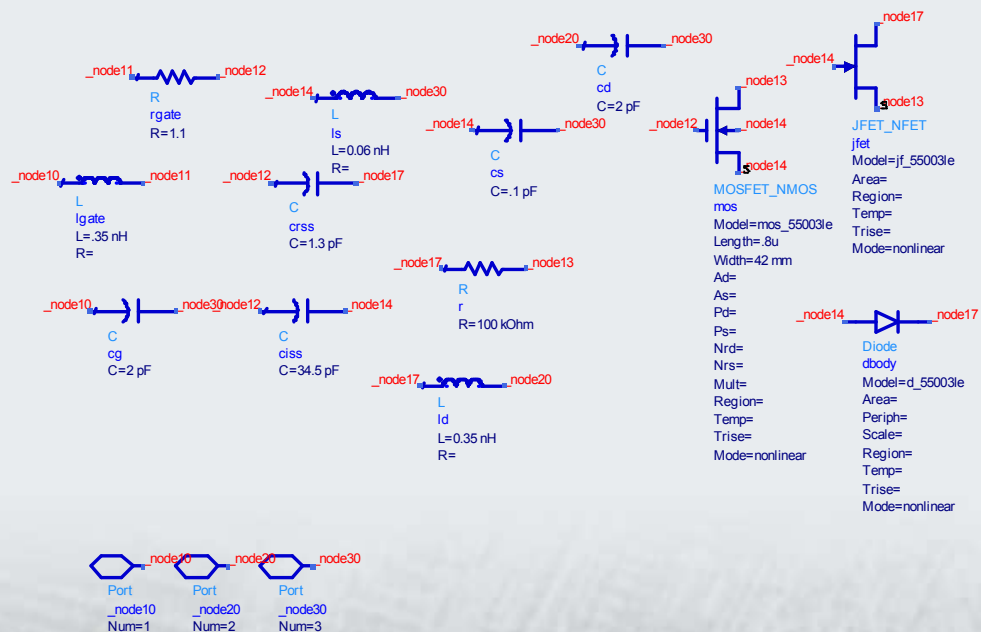 _node11
_node12
R
rgate
R=1.1
_node14
_node30
L
ls
L=0.06 nH
R=
_node20
_node30
C
cd
C=2 pF
_node14
_node30
C
cs
C=.1 pF
_node12
_node13
_node14
_node14
S
MOSFET_NMOS
mos
Model=mos_55003le
Length=.8u
Width=42 mm
Ad=
As=
Pd=
Ps=
Nrd=
Nrs=
Mult=
Region=
Temp=
Trise=
Mode=nonlinear
_node17
_node14
_node13
S
JFET_NFET
jfet
Model=jf_55003le
Area=
Region=
Temp=
Trise=
Mode=nonlinear
_node10
_node11
L
lgate
L=.35 nH
R=
_node12
_node17
C
crss
C=1.3 pF
_node17
_node13
R
r
R=100 kOhm
_node10
_node30
C
cg
C=2 pF
_node12
_node14
C
ciss
C=34.5 pF
_node17
_node20
L
ld
L=0.35 nH
R=
_node14
_node17
Diode
dbody
Model=d_55003le
Area=
Periph=
Scale=
Region=
Temp=
Trise=
Mode=nonlinear
_node10
Port
_node10
Num=1
_node20
Port
_node20
Num=2
_node30
Port
_node30
Num=3